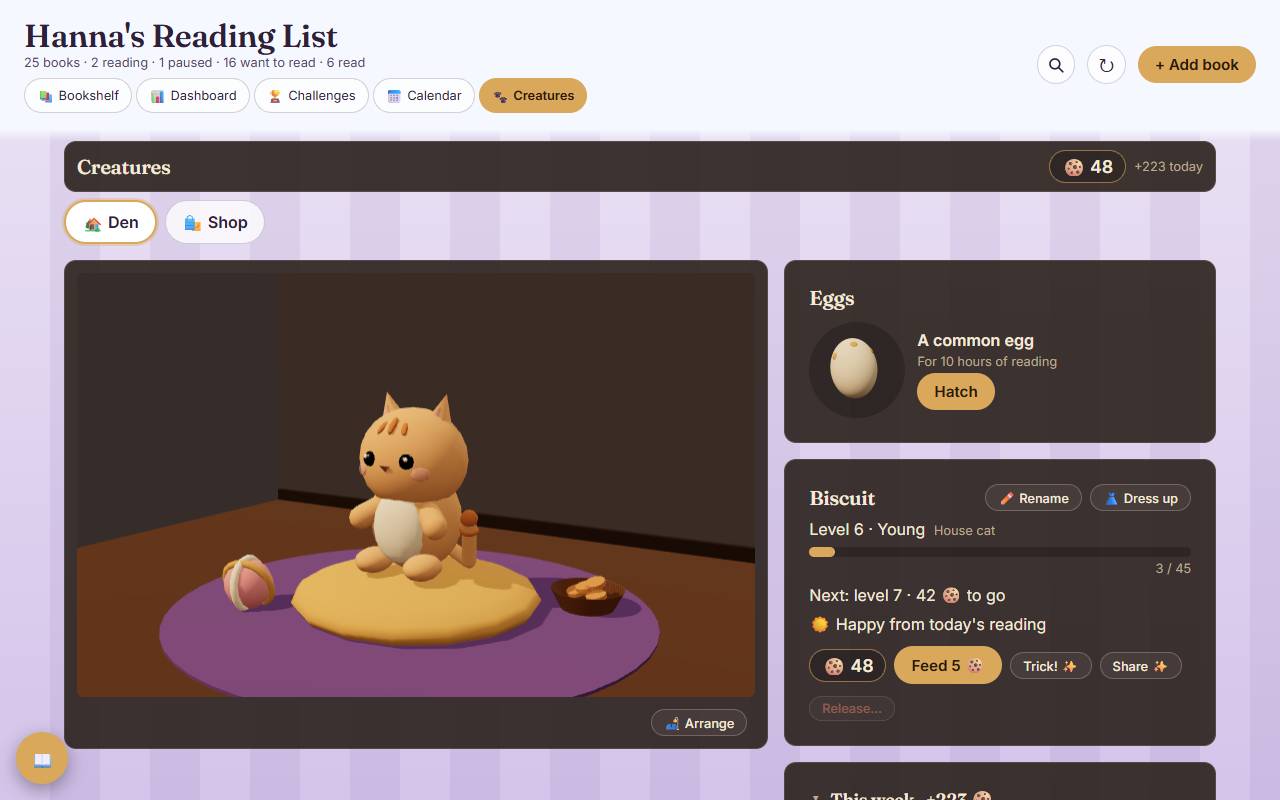 Hanna's Reading List
25 books · 2 reading · 1 paused · 16 want to read · 6 read
Bookshelf
Dashboard
Challenges
Calendar
Creatures
+ Add book
Creatures
48
+223 today
Den
Shop
Eggs
A common egg
For 10 hours of reading
Hatch
Biscuit
Rename
Dress up
Level 6 · Young House cat
3 / 45
Next: level 7 · 42 to go
Happy from today's reading
48
Feed 5
Trick!
Share
Release...
Arrange
This week +223